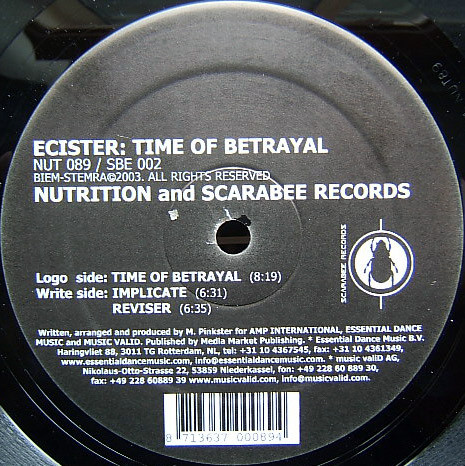 ECISTER: TIME OF BETRAYAL
NUT 089 / SBE 002
BIEM-STEMRA©2003. ALL RIGHTS RESERVED
NUTRITION and SCARABEE RECORDS
SCARABEE RECORDS
Logo side: TIME OF BETRAYAL (8:19)
Write side: IMPLICATE (6:31)
REVISER (6:35)
Written, arranged and produced by M. Pinkster for AMP INTERNATIONAL, ESSENTIAL DANCE
MUSIC and MUSIC VALID. Published by Media Market Publishing. * Essential Dance Music B.V.
Haringvliet 88, 3011 TG Rotterdam, NL, tel: +31 10 4367545, fax: +31 10 4361349,
www.essentialdancemusic.com, info@essentialdancemusic.com. * music valiD AG,
Nikolaus-Otto-Strasse 22, 53859 Niederkassel, fon: +49 228 60 889 30,
fax: +49 228 60889 39 www.musicvalid.com, info@musicvalid.com.
8 713637 000894
NUT89